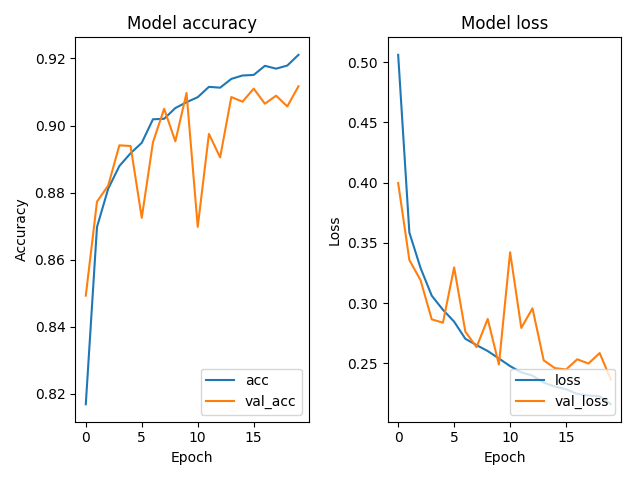 Model accuracy
Accuracy
0.92
0.90
0.88
0.86
0.84
0.82
0 5 10 15
Epoch
acc
val_acc
Model loss
Loss
0.50
0.45
0.40
0.35
0.30
0.25
0 5 10 15
Epoch
loss
val_loss